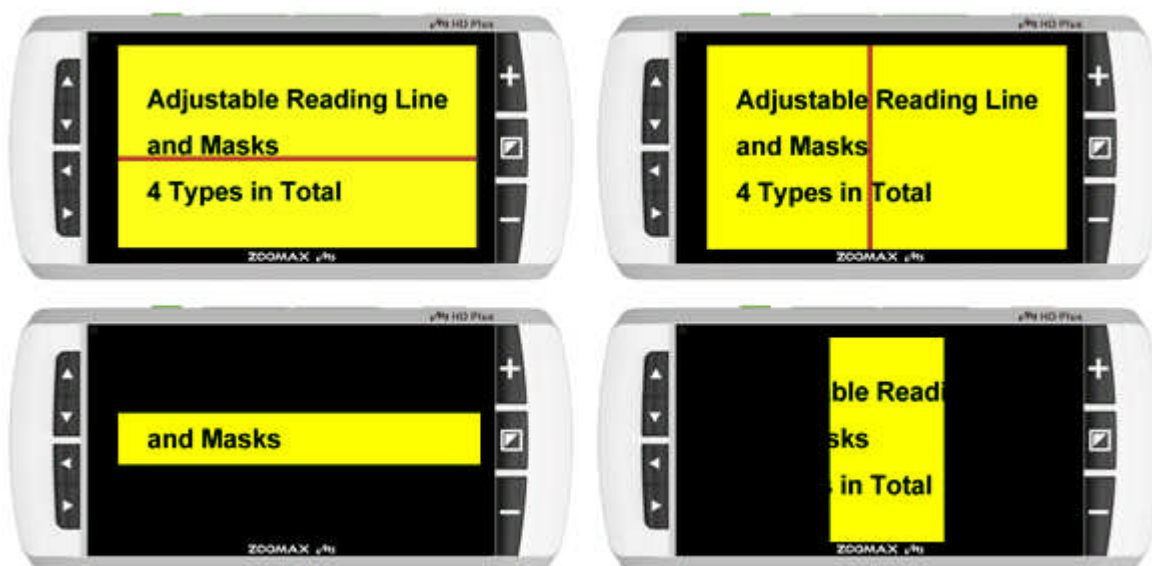 HD Plus
Adjustable Reading Line
and Masks
4 Types in Total
ZOOMAX
HD Plus
Adjustable Reading Line
and Masks
4 Types in Total
ZOOMAX
HD Plus
and Masks
ZOOMAX
HD Plus
ble Readi
sks
in Total
ZOOMAX